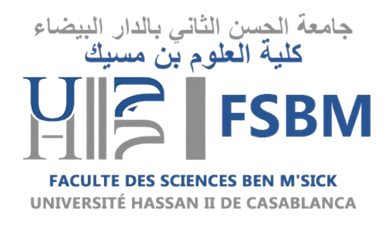 جامعة الحسن الثاني بالدار البيضاء
كلية العلوم بن مسيك
UH FSBM
FACULTE DES SCIENCES BEN M'SICK
UNIVERSITÉ HASSAN II DE CASABLANCA